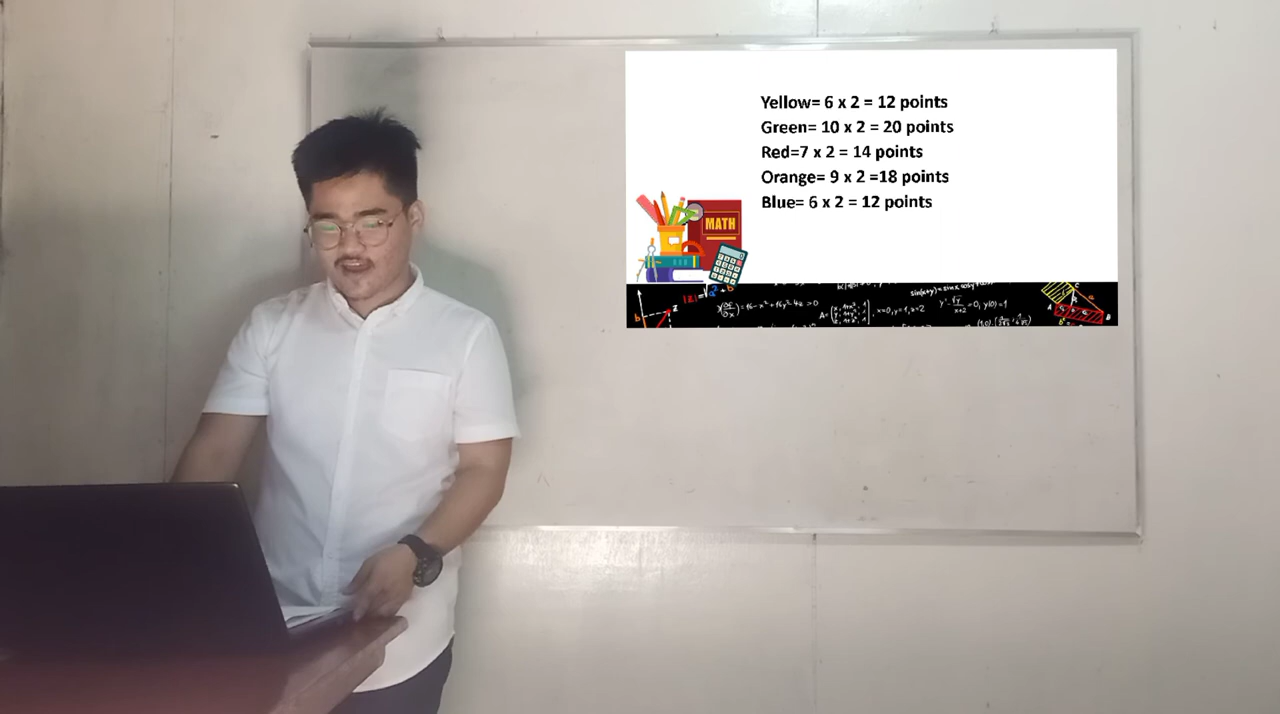 Yellow= 6 x 2 = 12 points
Green= 10 x 2 = 20 points
Red=7 x 2 = 14 points
Orange= 9 x 2 =18 points
Blue= 6 x 2 = 12 points
MATH